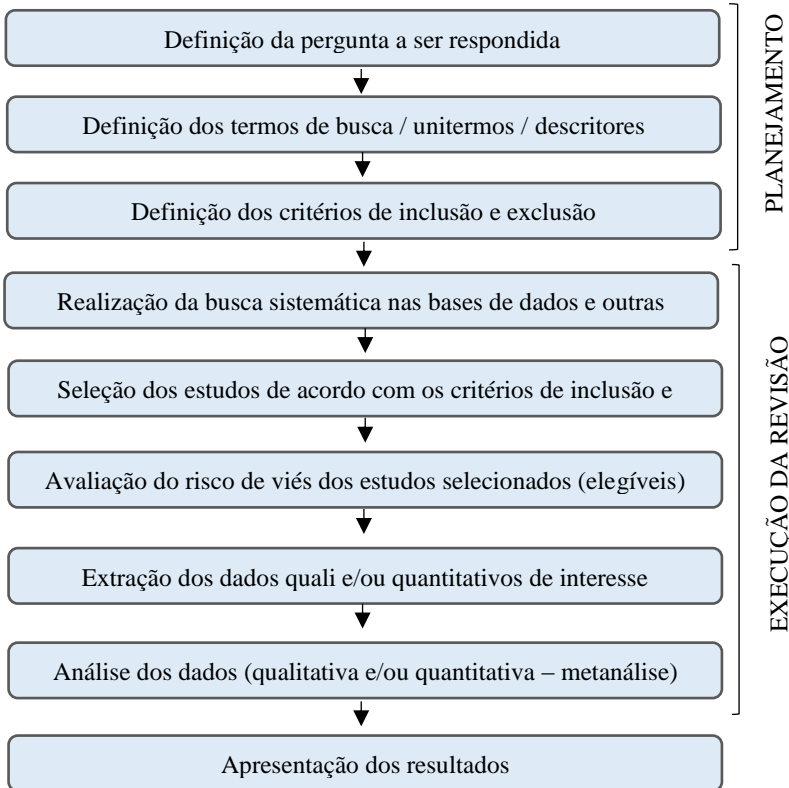 Definição da pergunta a ser respondida
PLANEJAMENTO
Definição dos termos de busca / unitermos / descritores
Definição dos critérios de inclusão e exclusão
Realização da busca sistemática nas bases de dados e outras
EXECUÇÃO DA REVISÃO
Seleção dos estudos de acordo com os critérios de inclusão e
Avaliação do risco de viés dos estudos selecionados (elegíveis)
Extração dos dados quali e/ou quantitativos de interesse
Análise dos dados (qualitativa e/ou quantitativa – metanálise)
Apresentação dos resultados